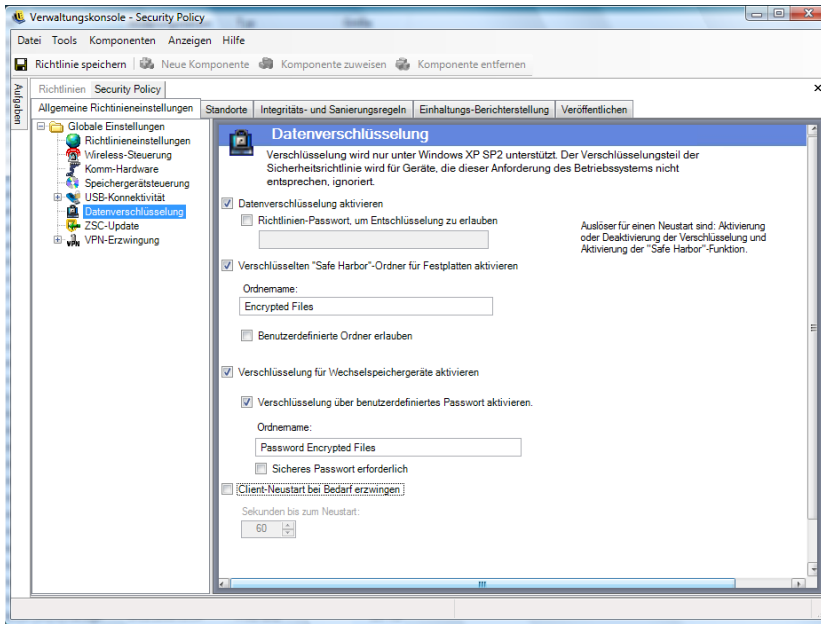 Verwaltungskonsole - Security Policy
Datei Tools Komponenten Anzeigen Hilfe
Richtlinie speichern Neue Komponente Komponente zuweisen Komponente entfernen
Aufgaben
Richtlinien Security Policy
Allgemeine Richtlinieneinstellungen Standorte Integritäts- und Sanierungsregeln Einhaltungs-Berichterstellung Veröffentlichen
Globale Einstellungen
Richtlinieneinstellungen
Wireless-Steuerung
Komm-Hardware
Speichergerätsteuerung
USB-Konnektivität
Datenverschlüsselung
ZSC-Update
VPN-Erzwingung
Datenverschlüsselung
Verschlüsselung wird nur unter Windows XP SP2 unterstützt. Der Verschlüsselungsteil der
Sicherheitsrichtlinie wird für Geräte, die dieser Anforderung des Betriebssystems nicht
entsprechen, ignoriert.
Datenverschlüsselung aktivieren
Richtlinien-Passwort, um Entschlüsselung zu erlauben
Auslöser für einen Neustart sind: Aktivierung
oder Deaktivierung der Verschlüsselung und
Aktivierung der "Safe Harbor"-Funktion.
Verschlüsselten "Safe Harbor"-Ordner für Festplatten aktivieren
Ordnername:
Encrypted Files
Benutzerdefinierte Ordner erlauben
Verschlüsselung für Wechselspeichergeräte aktivieren
Verschlüsselung über benutzerdefiniertes Passwort aktivieren.
Ordnername:
Password Encrypted Files
Sicheres Passwort erforderlich
Client-Neustart bei Bedarf erzwingen
Sekunden bis zum Neustart:
60